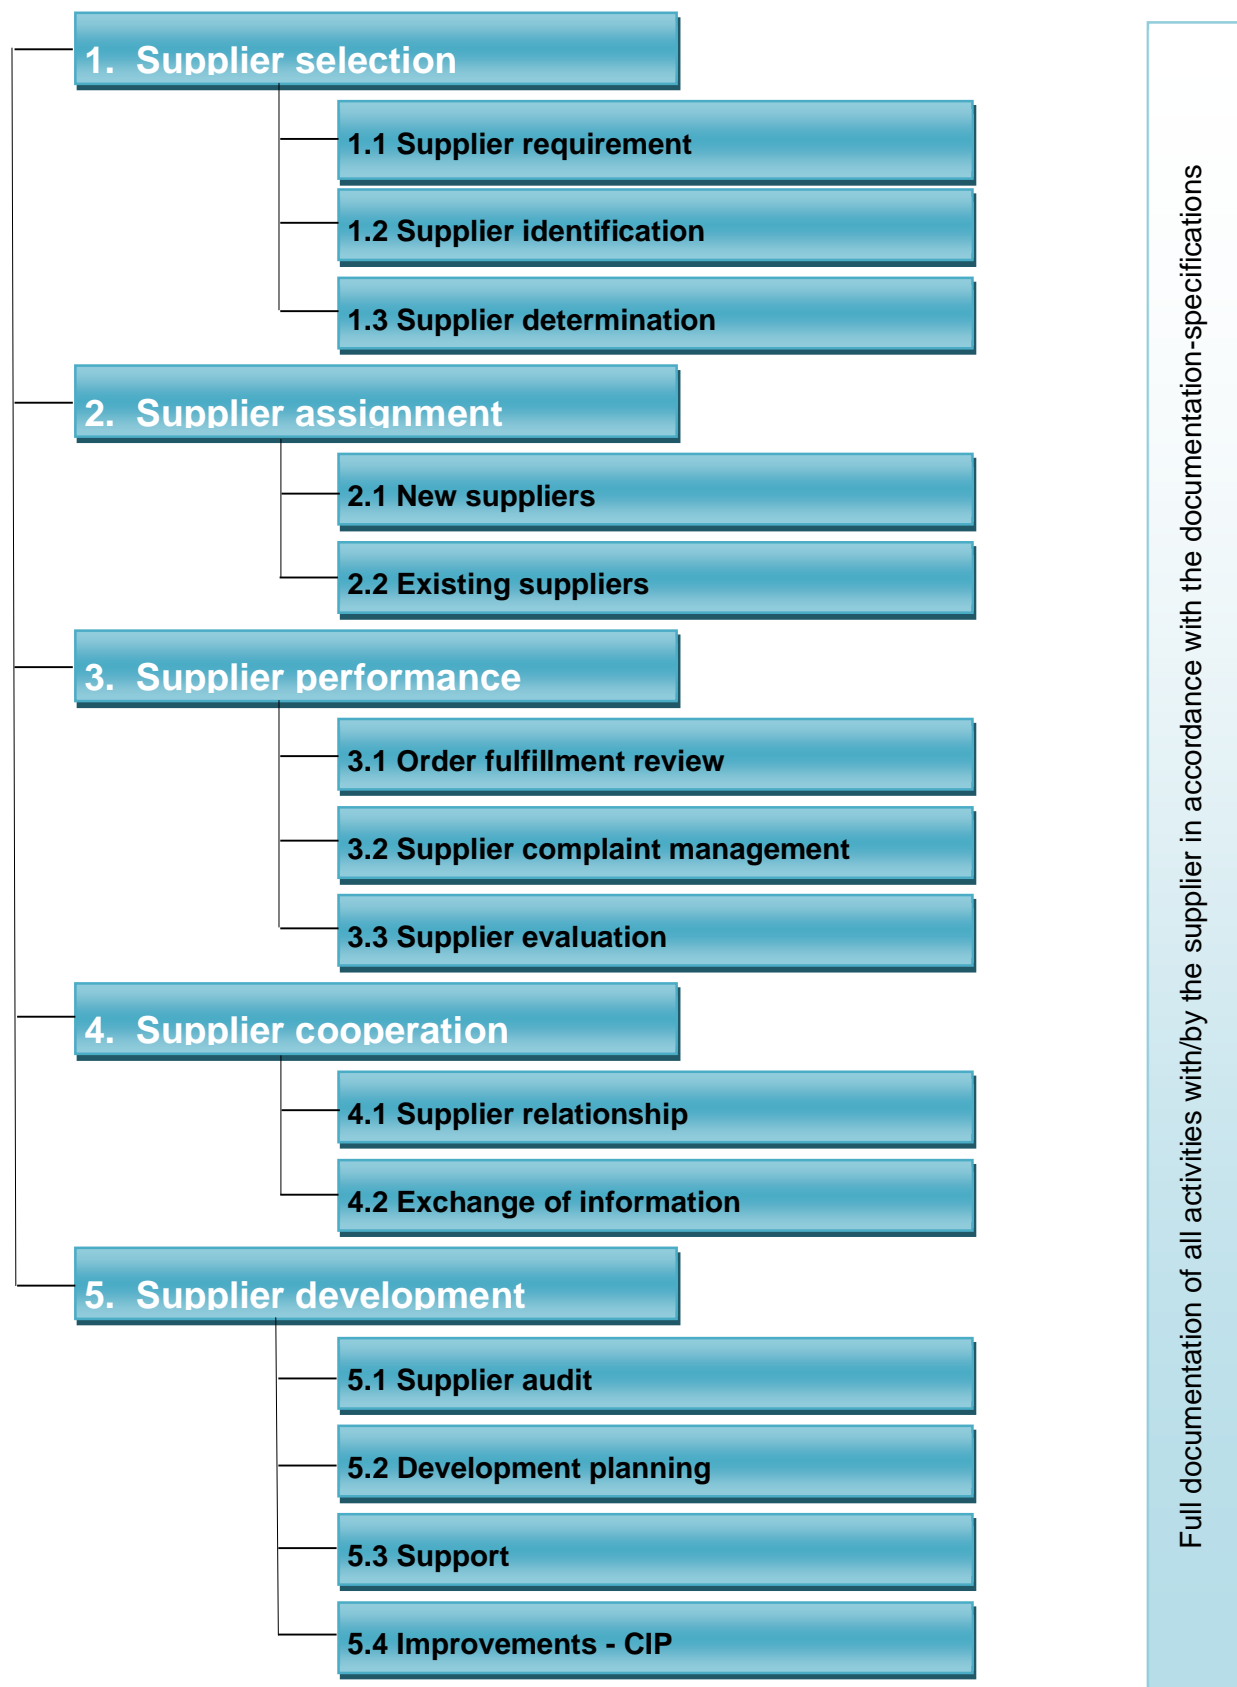 1. Supplier selection
1.1 Supplier requirement
1.2 Supplier identification
1.3 Supplier determination
2. Supplier assignment
2.1 New suppliers
2.2 Existing suppliers
3. Supplier performance
3.1 Order fulfillment review
3.2 Supplier complaint management
3.3 Supplier evaluation
4. Supplier cooperation
4.1 Supplier relationship
4.2 Exchange of information
5. Supplier development
5.1 Supplier audit
5.2 Development planning
5.3 Support
5.4 Improvements - CIP
Full documentation of all activities with/by the supplier in accordance with the documentation-specifications